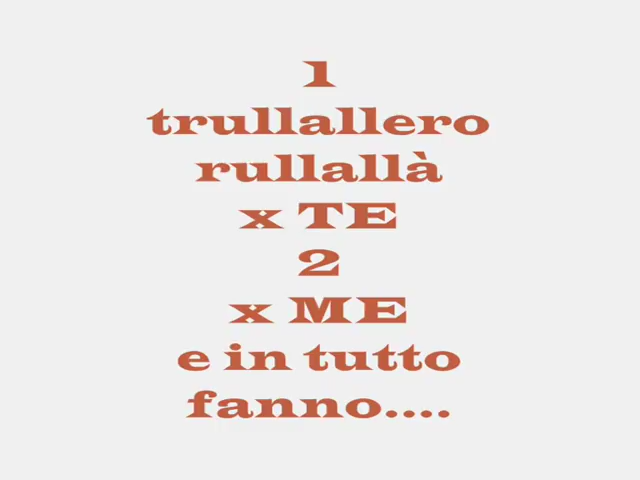 1
trullallero
rullallà
x TE
2
x ME
e in tutto
fanno....